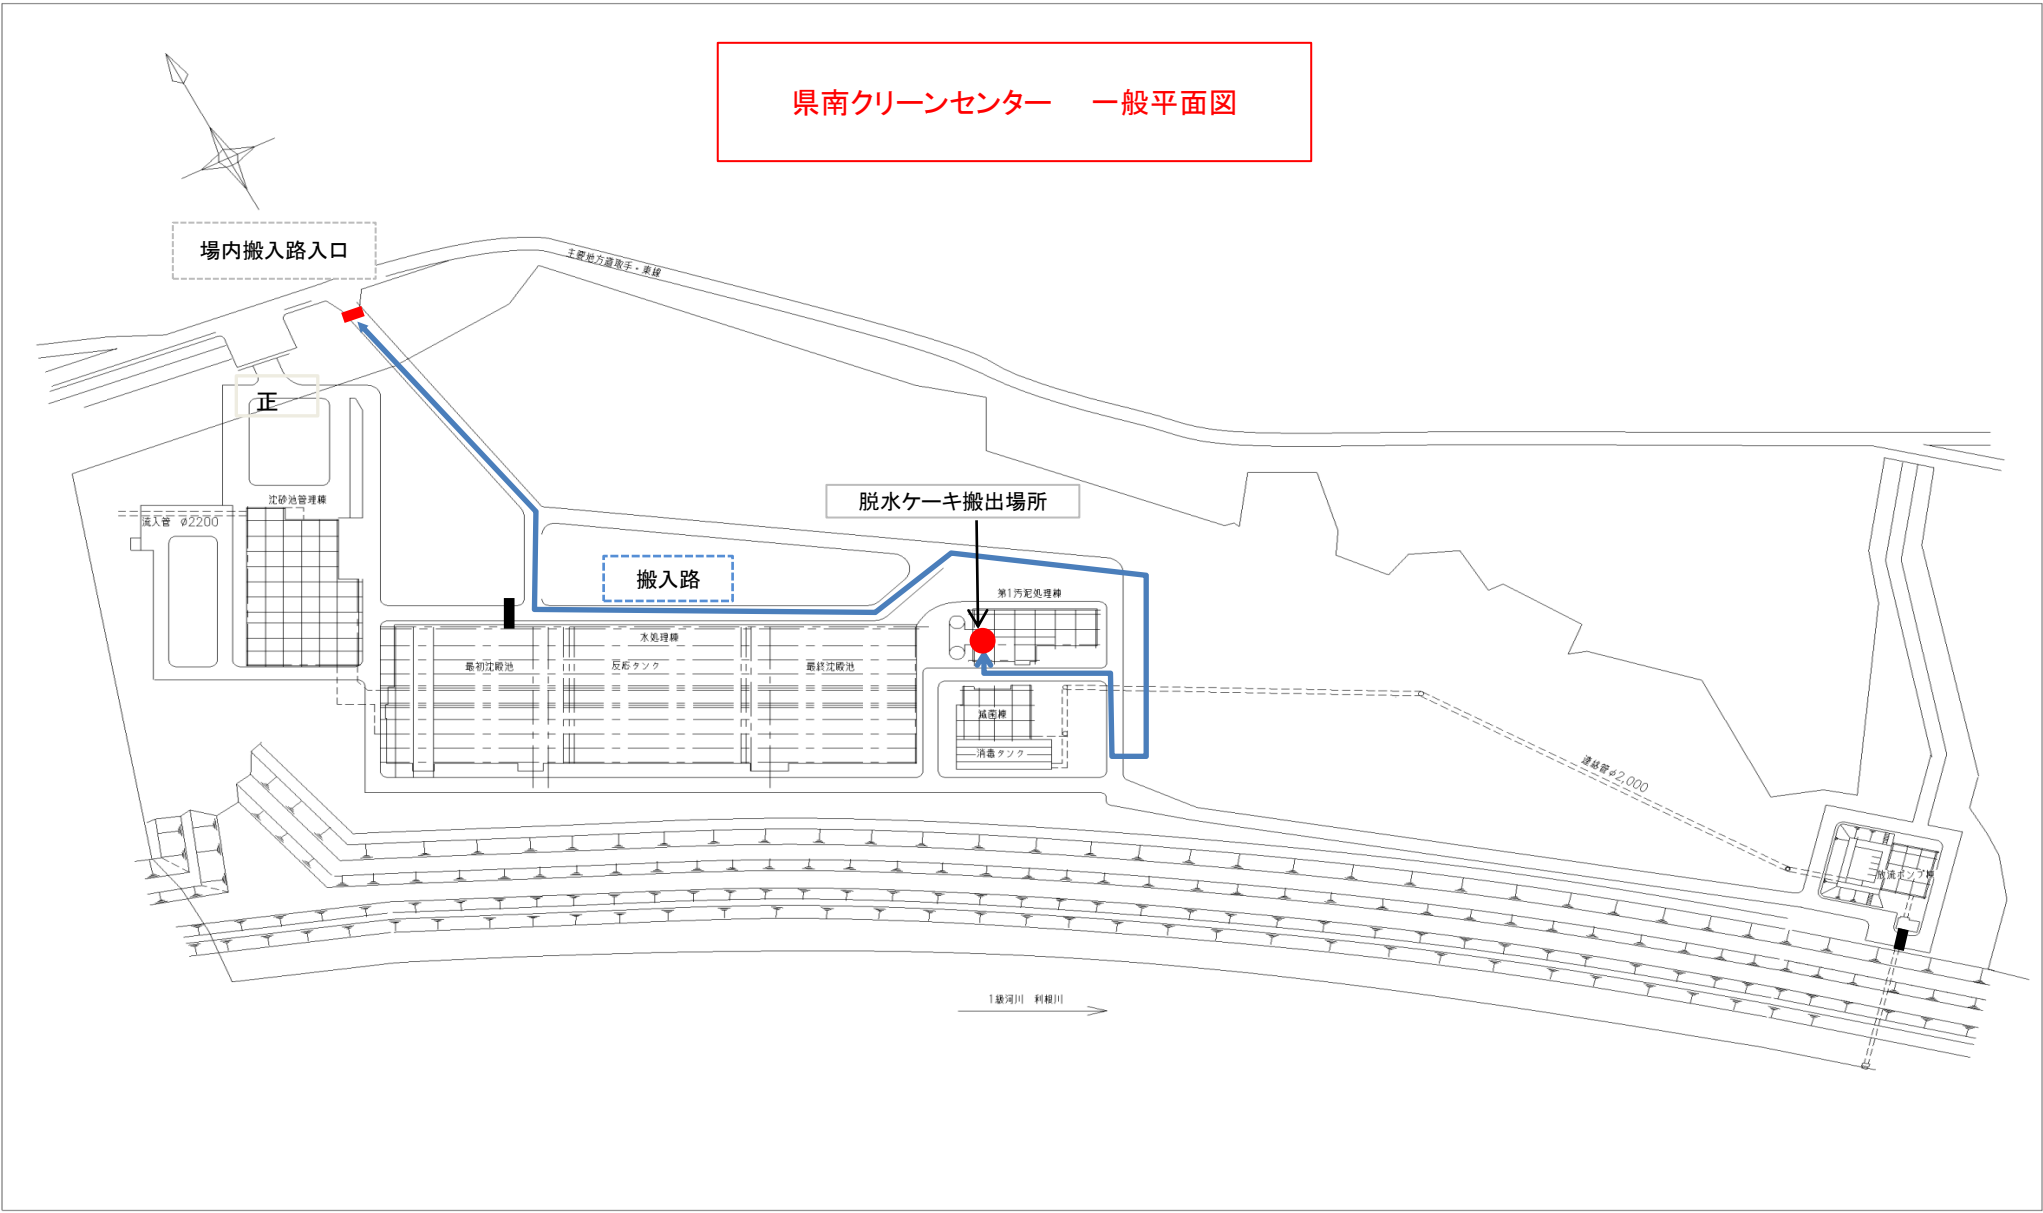 県南クリーンセンター 一般平面図
場内搬入路入口
主要地方道取手・東線
正
沈砂池管理棟
流入管 φ2200
脱水ケーキ搬出場所
搬入路
第1汚泥処理棟
水処理棟
最初沈殿池
反応タンク
最終沈殿池
滅菌棟
消毒タンク
連絡管φ2,000
放流ポンプ棟
1級河川 利根川